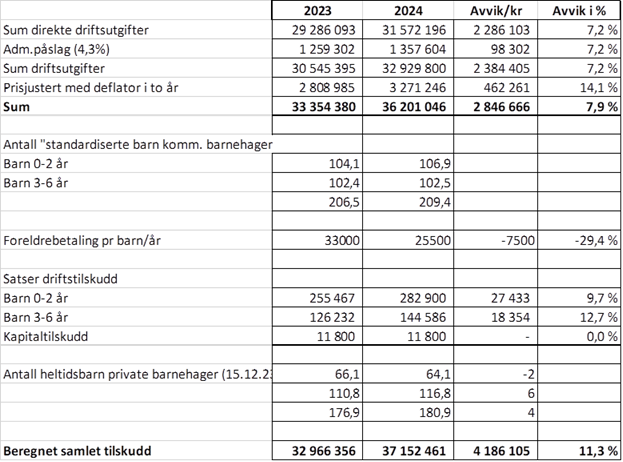 2023 2024 Avvik/kr Avvik i %
Sum direkte driftsutgifter 29 286 093 31 572 196 2 286 103 7,2 %
Adm.påslag (4,3%) 1 259 302 1 357 604 98 302 7,2 %
Sum driftsutgifter 30 545 395 32 929 800 2 384 405 7,2 %
Prisjustert med deflator i to år 2 808 985 3 271 246 462 261 14,1 %
Sum 33 354 380 36 201 046 2 846 666 7,9 %
Antall "standardiserte barn komm. barnehager
Barn 0-2 år 104,1 106,9
Barn 3-6 år 102,4 102,5
206,5 209,4
Foreldrebetaling pr barn/år 33000 25500 -7500 -29,4 %
Satser driftstilskudd
Barn 0-2 år 255 467 282 900 27 433 9,7 %
Barn 3-6 år 126 232 144 586 18 354 12,7 %
Kapitaltilskudd 11 800 11 800 - 0,0 %
Antall heltidsbarn private barnehager (15.12.23 66,1 64,1 -2
110,8 116,8 6
176,9 180,9 4
Beregnet samlet tilskudd 32 966 356 37 152 461 4 186 105 11,3 %